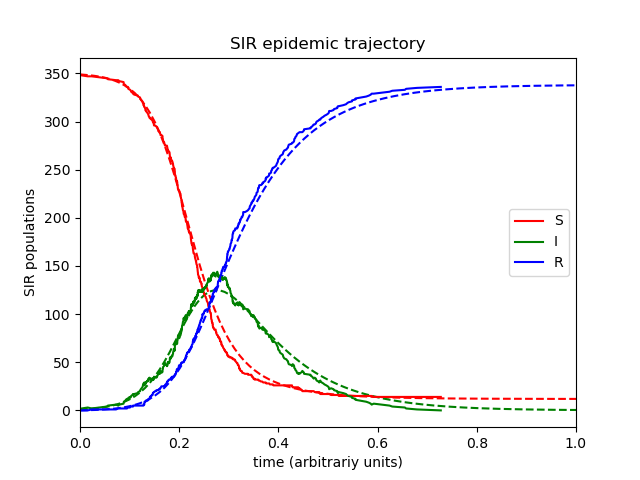 SIR epidemic trajectory
SIR populations
350
300
250
200
150
100
50
0
S
I
R
0.0 0.2 0.4 0.6 0.8 1.0
time (arbitrariy units)